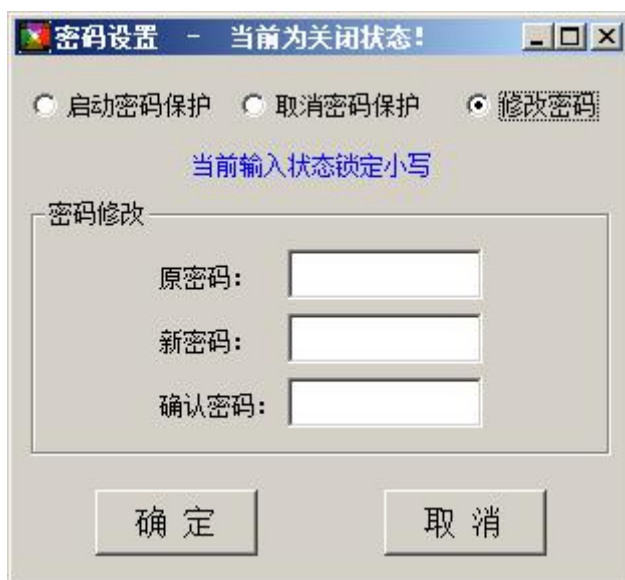 密码设置 - 当前为关闭状态!
启动密码保护 取消密码保护 修改密码
当前输入状态锁定小写
密码修改
原密码:
新密码:
确认密码:
确 定 取 消